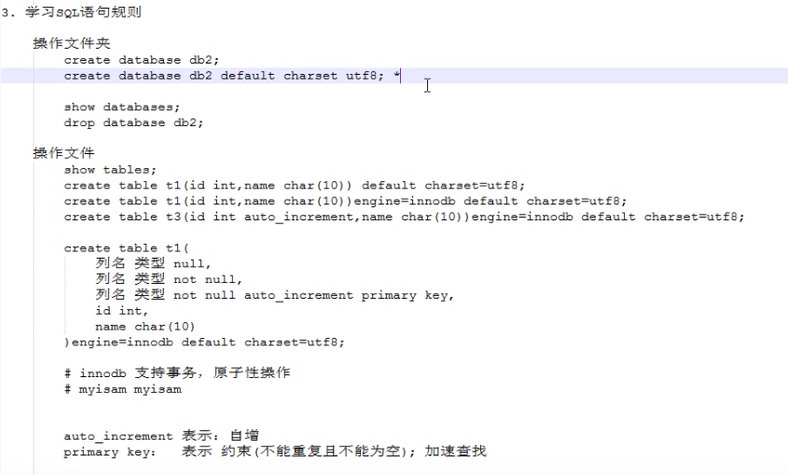 3. 学习SQL语句规则
操作文件夹
create database db2;
create database db2 default charset utf8; *
show databases;
drop database db2;
操作文件
show tables;
create table t1(id int,name char(10)) default charset=utf8;
create table t1(id int,name char(10))engine=innodb default charset=utf8;
create table t3(id int auto_increment,name char(10))engine=innodb default charset=utf8;
create table t1(
列名 类型 null,
列名 类型 not null,
列名 类型 not null auto_increment primary key,
id int,
name char(10)
)engine=innodb default charset=utf8;
# innodb 支持事务，原子性操作
# myisam myisam
auto_increment 表示：自增
primary key: 表示 约束(不能重复且不能为空); 加速查找